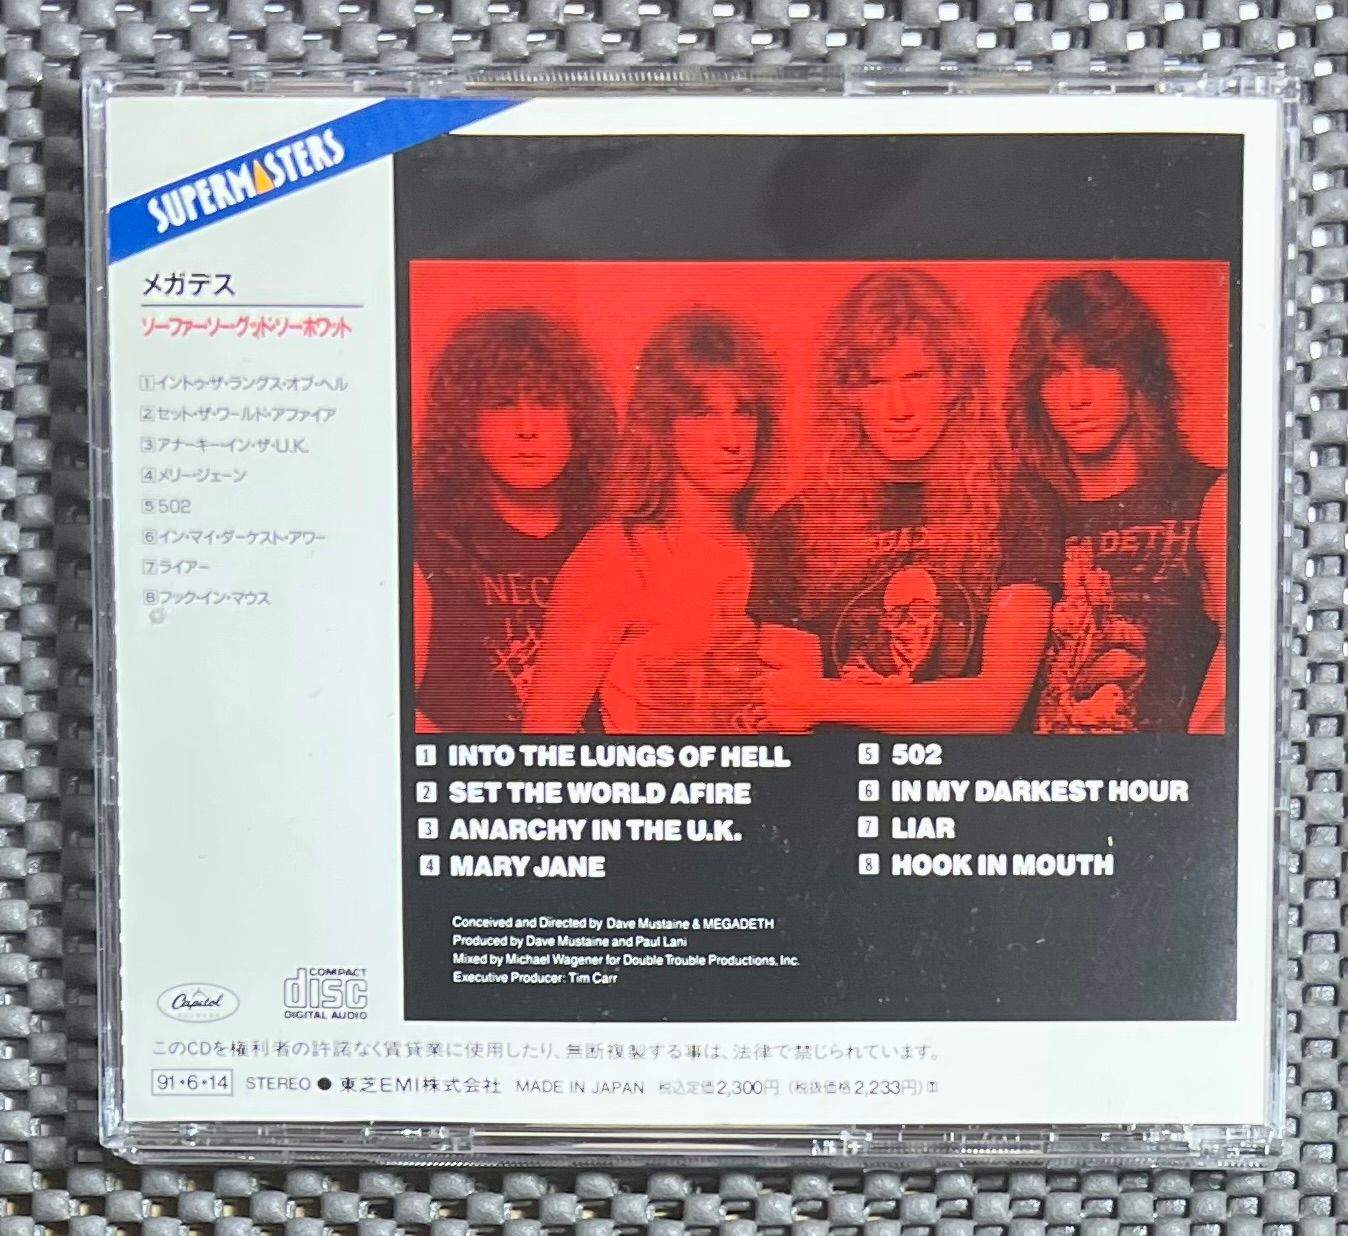 SUPERMASTERS
メガデス
ソー・ファー・ソー・グッド・ソー・ホワット
1 イントゥ・ザ・ラングス・オブ・ヘル
2 セット・ザ・ワールド・アファイア
3 アナーキー・イン・ザ・U.K.
4 メリー・ジェーン
5 502
6 イン・マイ・ダーケスト・アワー
7 ライアー
8 フック・イン・マウス
MEGADETH
1 INTO THE LUNGS OF HELL
2 SET THE WORLD AFIRE
3 ANARCHY IN THE U.K.
4 MARY JANE
5 502
6 IN MY DARKEST HOUR
7 LIAR
8 HOOK IN MOUTH
Conceived and Directed by Dave Mustaine & MEGADETH
Produced by Dave Mustaine and Paul Lani
Mixed by Michael Wagener for Double Trouble Productions, Inc.
Executive Producer: Tim Carr
Capitol
RECORDS
COMPACT
disc
DIGITAL AUDIO
このCDを権利者の許諾なく賃貸業に使用したり、無断複製する事は、法律で禁じられています。
91・6・14 STEREO ● 東芝EMI株式会社 MADE IN JAPAN 税込定価2,300円 (税抜価格2,233円)